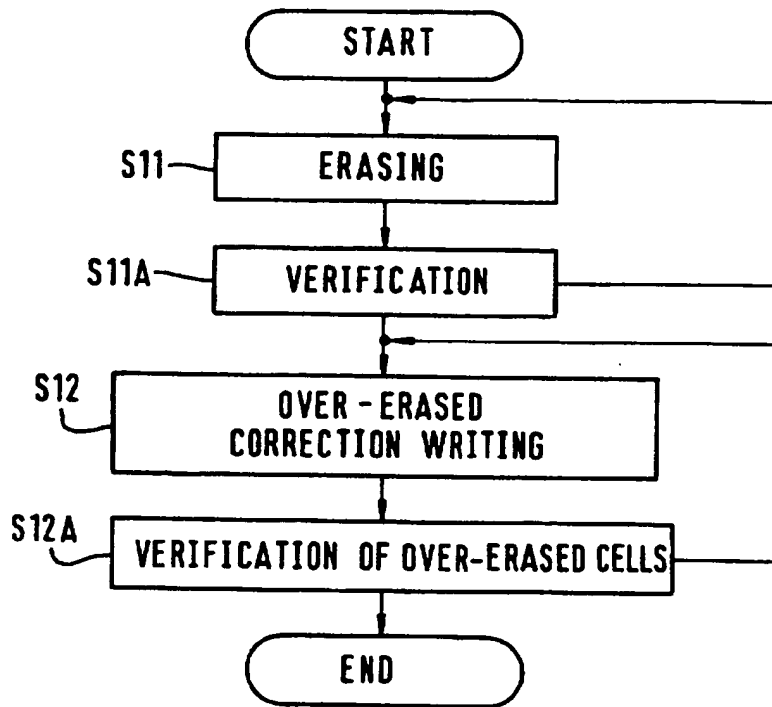 START
S11
ERASING
S11A
VERIFICATION
S12
OVER-ERASED
CORRECTION WRITING
S12A
VERIFICATION OF OVER-ERASED CELLS
END